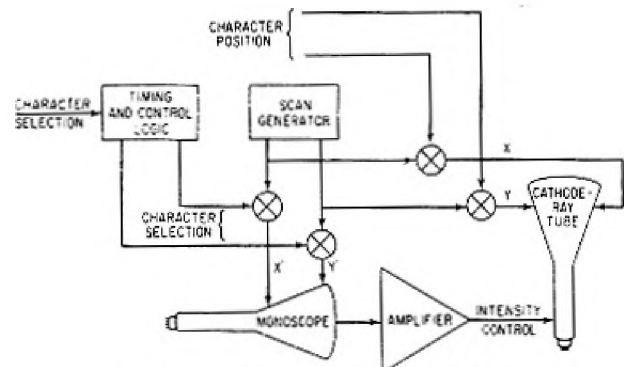 CHARACTER
POSITION
CHARACTER
SELECTION
TIMING
AND CONTROL
LOGIC
SCAN
GENERATOR
X
Y
CATHODE-
RAY
TUBE
CHARACTER
SELECTION
X'
Y'
MONOSCOPE
AMPLIFIER
INTENSITY
CONTROL